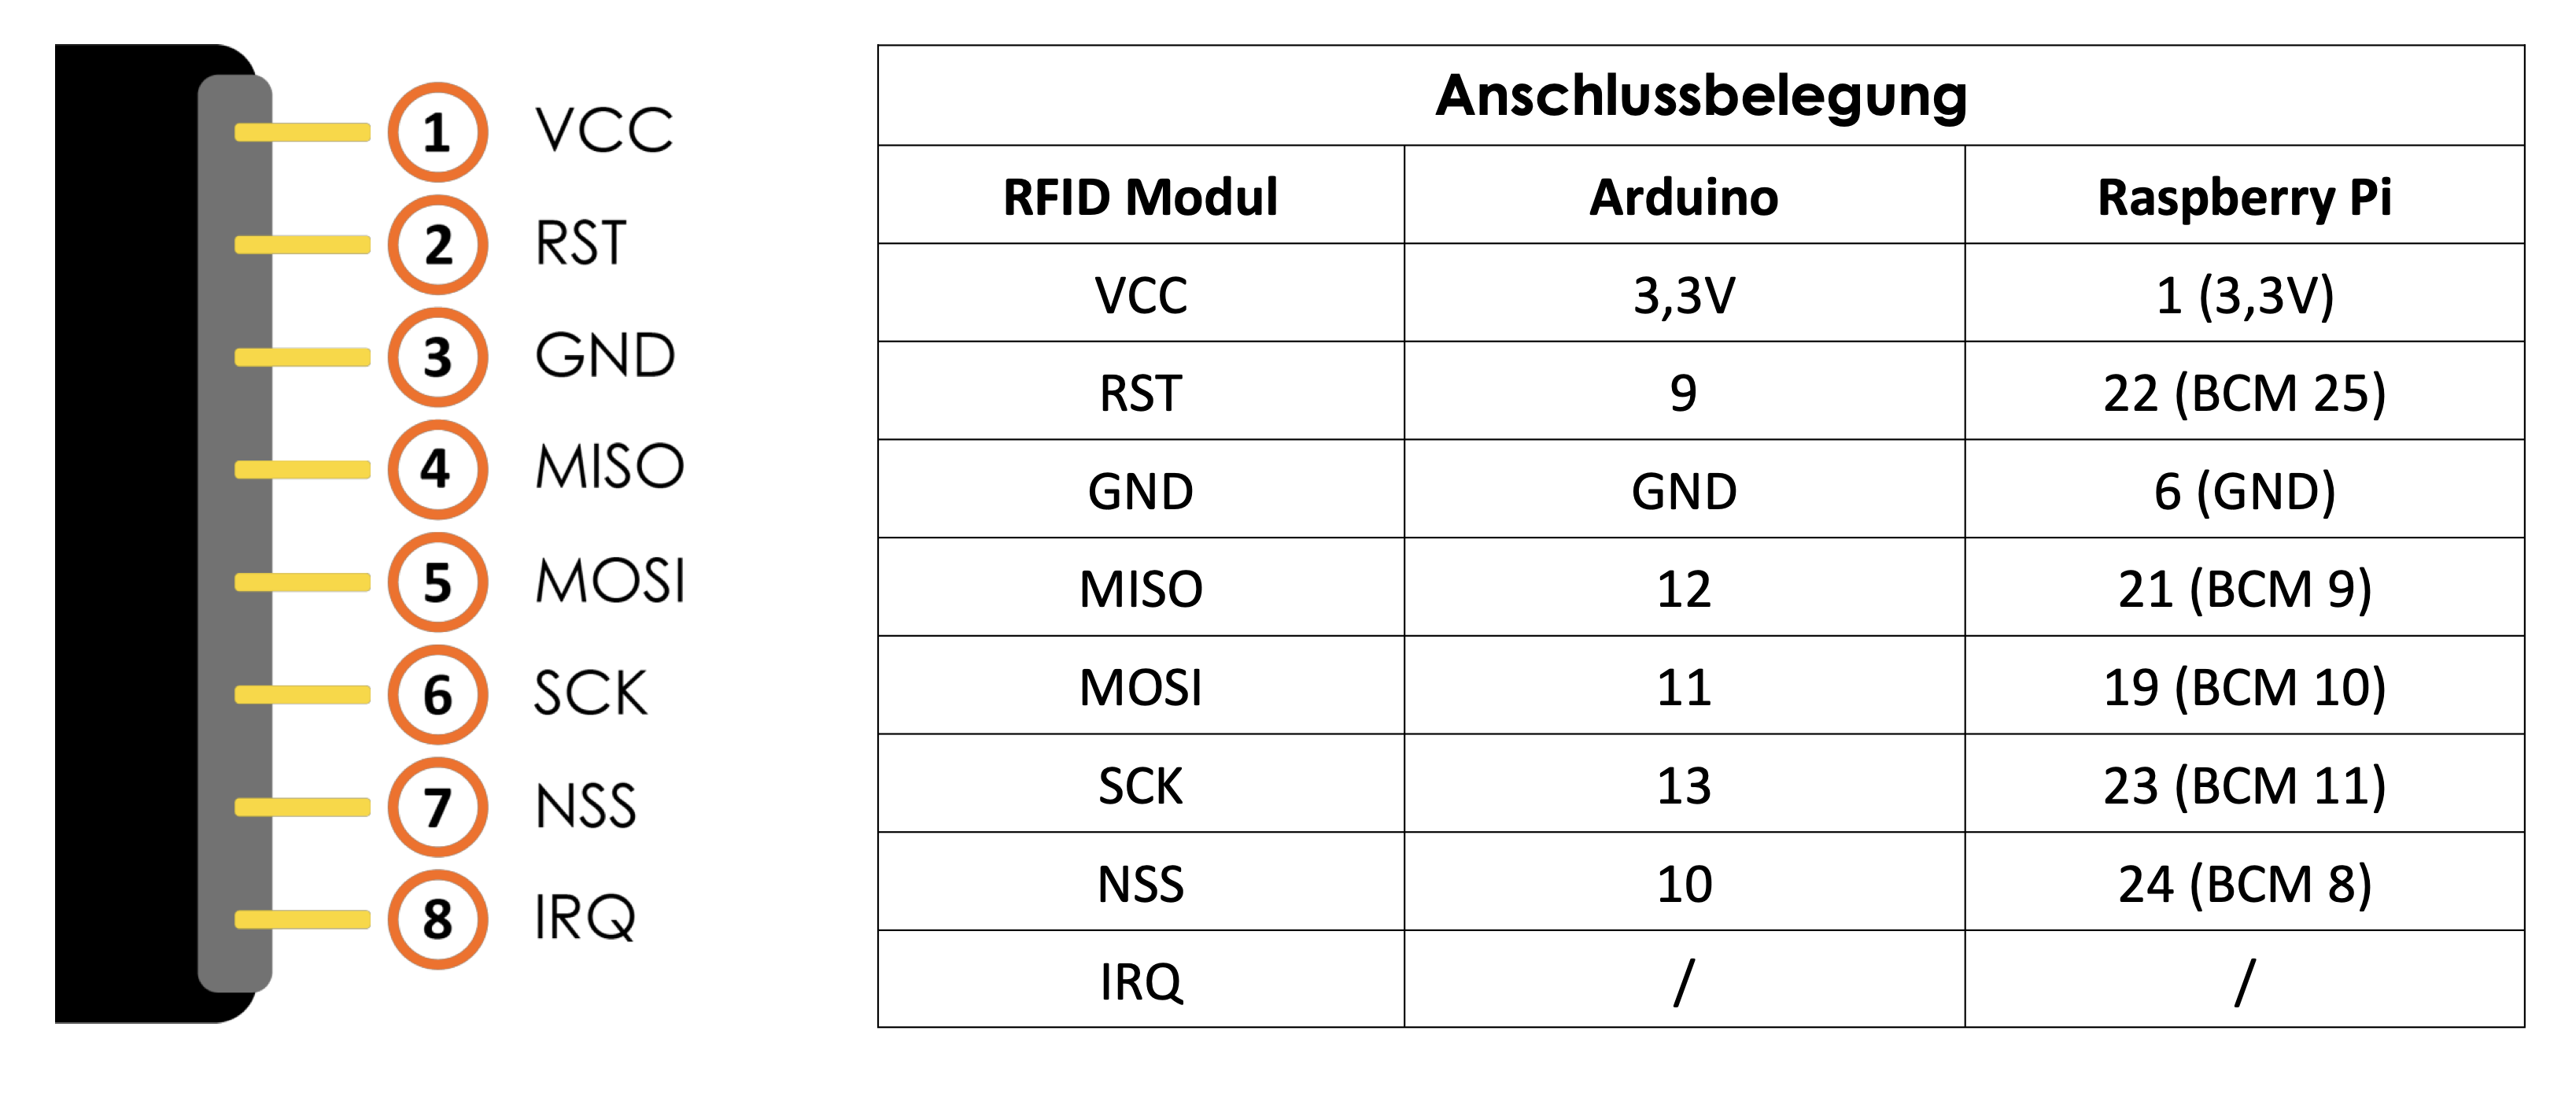 1 VCC
2 RST
3 GND
4 MISO
5 MOSI
6 SCK
7 NSS
8 IRQ
Anschlussbelegung
RFID Modul Arduino Raspberry Pi
VCC 3,3V 1 (3,3V)
RST 9 22 (BCM 25)
GND GND 6 (GND)
MISO 12 21 (BCM 9)
MOSI 11 19 (BCM 10)
SCK 13 23 (BCM 11)
NSS 10 24 (BCM 8)
IRQ / /